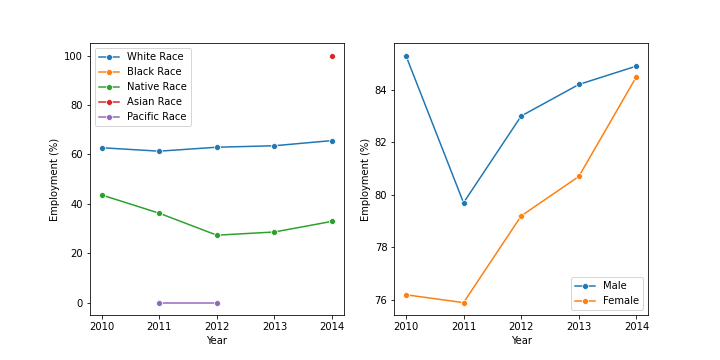 100
80
60
40
20
0
Employment (%)
2010 2011 2012 2013 2014
Year
White Race
Black Race
Native Race
Asian Race
Pacific Race
84
82
80
78
76
Employment (%)
2010 2011 2012 2013 2014
Year
Male
Female